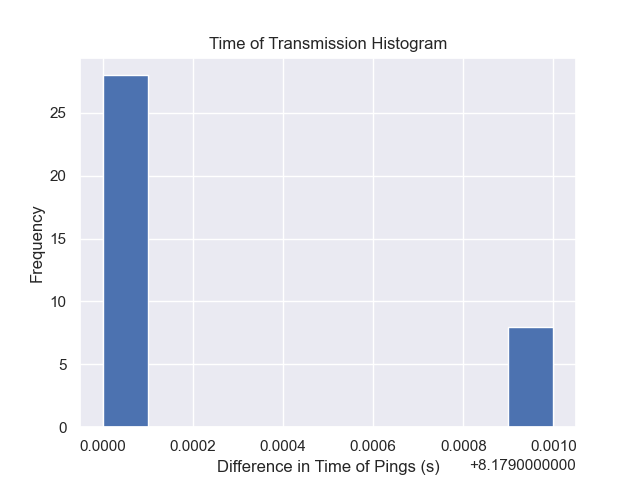 Time of Transmission Histogram
25
20
15
10
5
0
Frequency
0.0000 0.0002 0.0004 0.0006 0.0008 0.0010
Difference in Time of Pings (s)
+8.1790000000